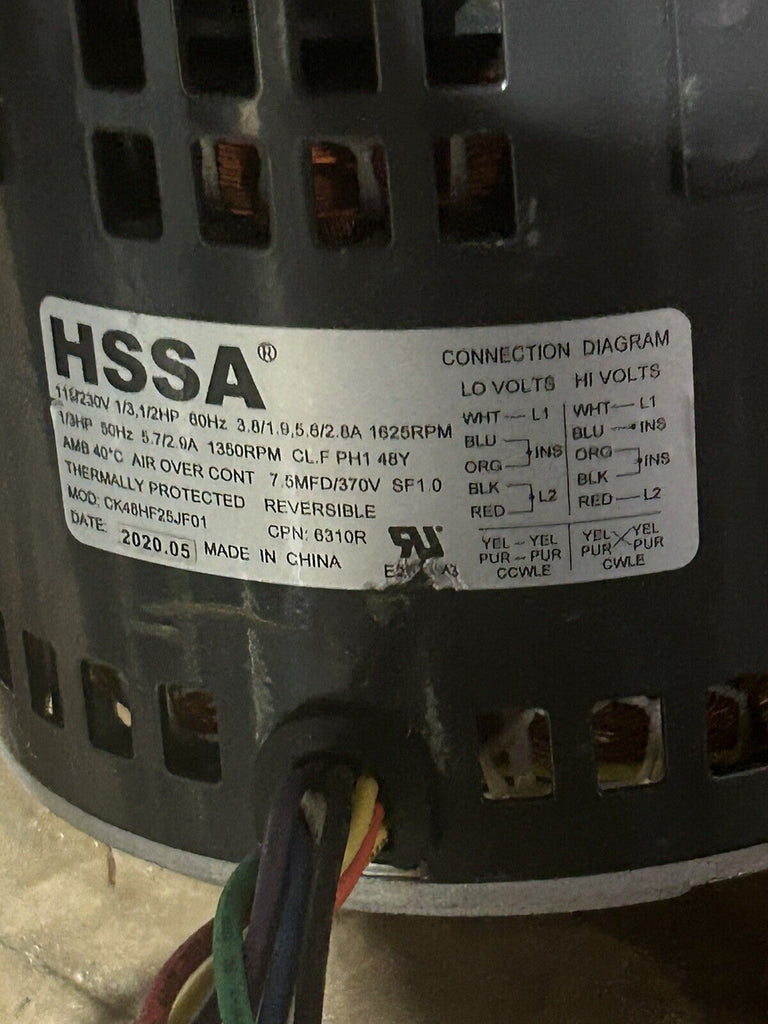 HSSA®
115/230V 1/3,1/2HP 60Hz 3.8/1.9,5.6/2.8A 1625RPM
1/3HP 50Hz 5.7/2.9A 1350RPM CL.F PH1 48Y
AMB 40°C AIR OVER CONT 7.5MFD/370V SF1.0
THERMALLY PROTECTED REVERSIBLE
MOD: CK48HF25JF01 CPN: 6310R
DATE: 2020.05 MADE IN CHINA
CONNECTION DIAGRAM
LO VOLTS HI VOLTS
WHT L1 WHT L1
BLU BLU INS
ORG INS ORG
BLK BLK INS
RED L2 RED L2
YEL YEL YEL YEL
PUR PUR PUR PUR
CCWLE CWLE